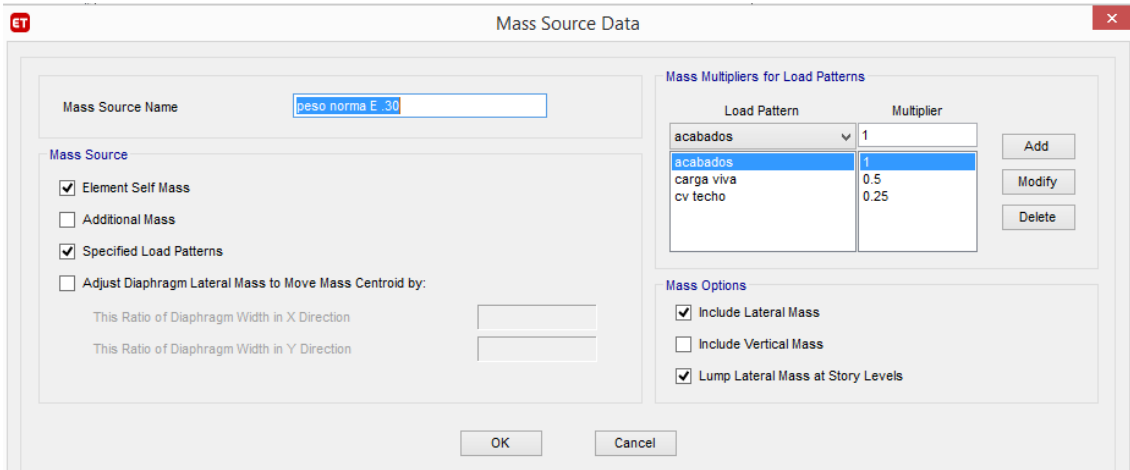 ET
Mass Source Data
Mass Source Name
peso norma E .30
Mass Source
Element Self Mass
Additional Mass
Specified Load Patterns
Adjust Diaphragm Lateral Mass to Move Mass Centroid by:
This Ratio of Diaphragm Width in X Direction
This Ratio of Diaphragm Width in Y Direction
Mass Multipliers for Load Patterns
Load Pattern Multiplier
acabados 1
acabados 1
carga viva 0.5
cv techo 0.25
Add
Modify
Delete
Mass Options
Include Lateral Mass
Include Vertical Mass
Lump Lateral Mass at Story Levels
OK Cancel